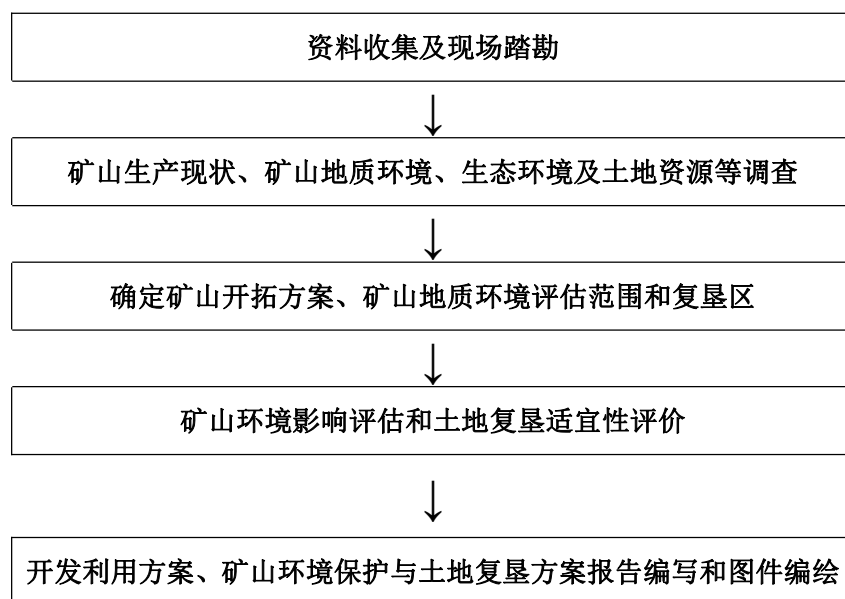 资料收集及现场踏勘
矿山生产现状、矿山地质环境、生态环境及土地资源等调查
确定矿山开拓方案、矿山地质环境评估范围和复垦区
矿山环境影响评估和土地复垦适宜性评价
开发利用方案、矿山环境保护与土地复垦方案报告编写和图件编绘